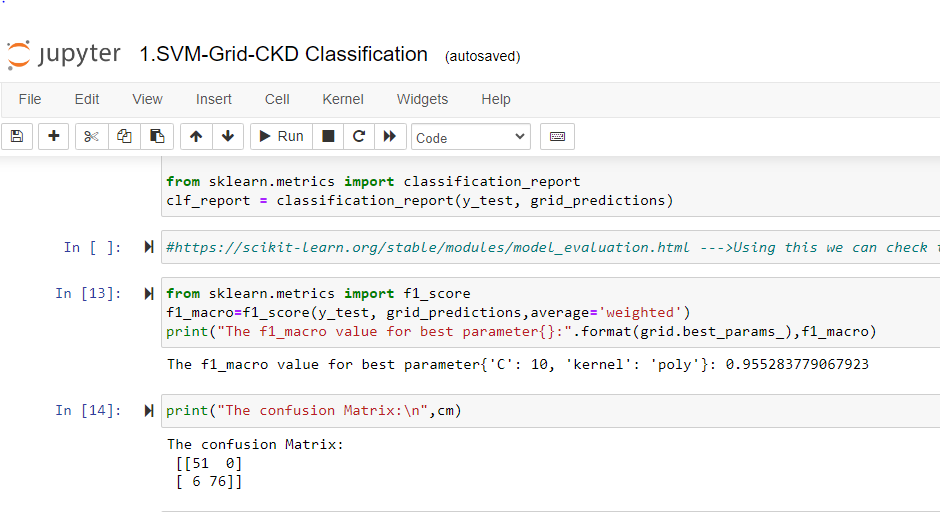 jupyter 1.SVM-Grid-CKD Classification (autosaved)
File Edit View Insert Cell Kernel Widgets Help
Run Code
from sklearn.metrics import classification_report
clf_report = classification_report(y_test, grid_predictions)
In [ ]: #https://scikit-learn.org/stable/modules/model_evaluation.html --->Using this we can check
In [13]: from sklearn.metrics import f1_score
f1_macro=f1_score(y_test, grid_predictions,average='weighted')
print("The f1_macro value for best parameter{}:".format(grid.best_params_),f1_macro)
The f1_macro value for best parameter{'C': 10, 'kernel': 'poly'}: 0.955283779067923
In [14]: print("The confusion Matrix:\n",cm)
The confusion Matrix:
[[51  0]
[ 6 76]]